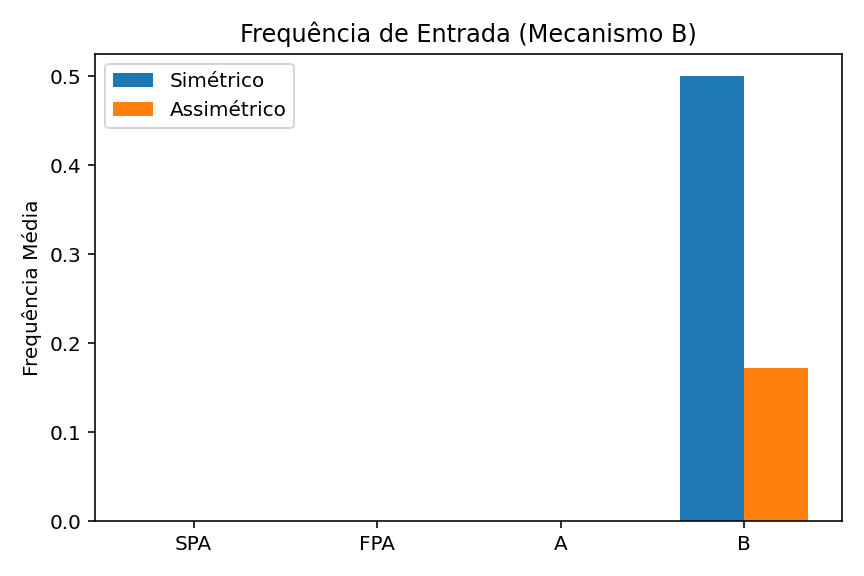 Frequência de Entrada (Mecanismo B)
Simétrico
Assimétrico
Frequência Média
0.5
0.4
0.3
0.2
0.1
0.0
SPA FPA A B